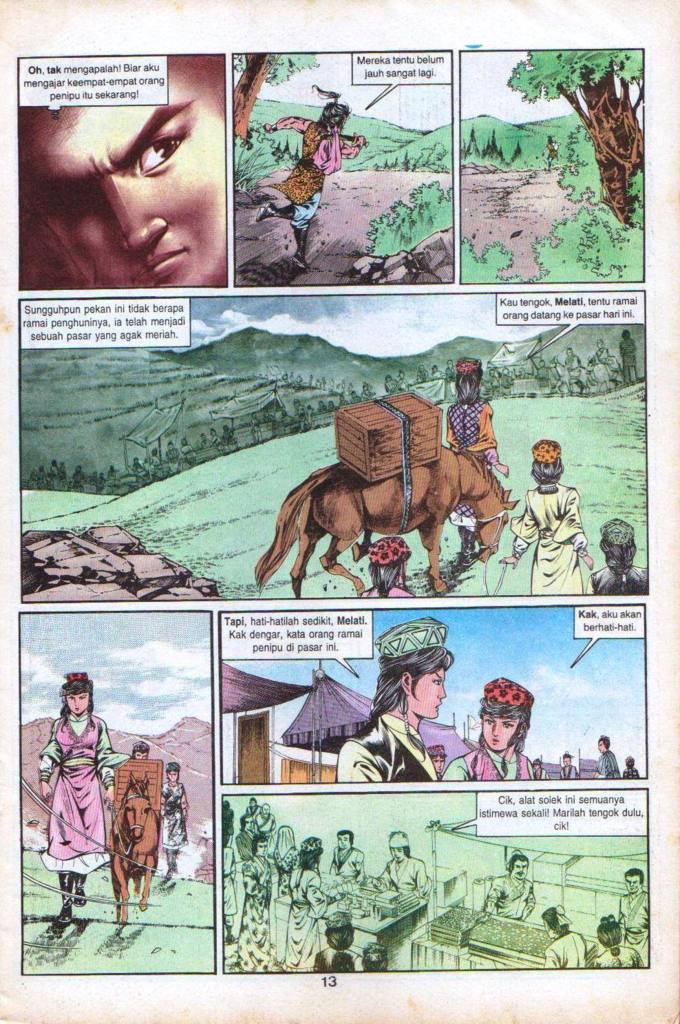 Oh, tak mengapalah! Biar aku
mengajar keempat-empat orang
penipu itu sekarang!
Mereka tentu belum
jauh sangat lagi.
Sungguhpun pekan ini tidak berapa
ramai penghuninya, ia telah menjadi
sebuah pasar yang agak meriah.
Kau tengok, Melati, tentu ramai
orang datang ke pasar hari ini.
Tapi, hati-hatilah sedikit, Melati.
Kak dengar, kata orang ramai
penipu di pasar ini.
Kak, aku akan
berhati-hati.
Cik, alat solek ini semuanya
istimewa sekali! Marilah tengok dulu,
cik!
13